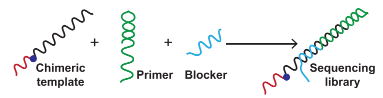 + + 
Chimeric
template
Primer
Blocker
Sequencing
library